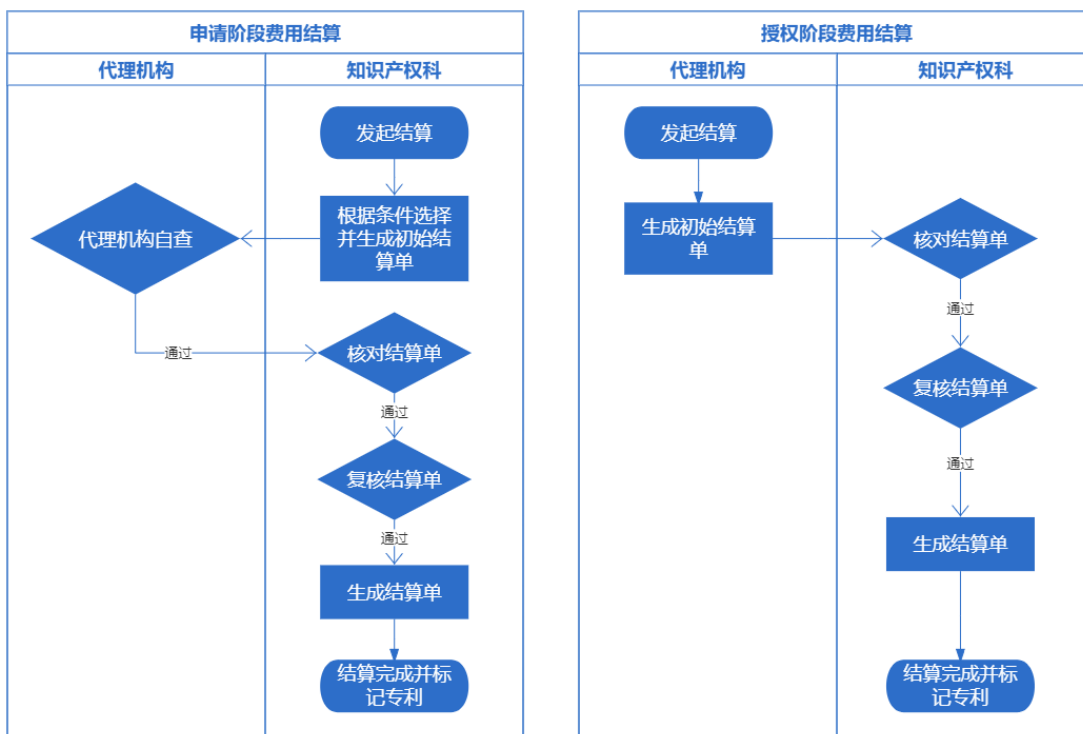 申请阶段费用结算
代理机构
知识产权科
发起结算
根据条件选择
并生成初始结
算单
代理机构自查
通过
核对结算单
通过
复核结算单
通过
生成结算单
结算完成并标
记专利
授权阶段费用结算
代理机构
知识产权科
发起结算
生成初始结算
单
核对结算单
通过
复核结算单
通过
生成结算单
结算完成并标
记专利